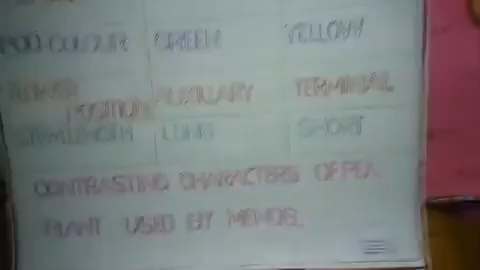 POD COLOUR GREEN YELLOW
FLOWER POSITION AUXILLARY TERMINAL
STEM LENGTH LONG SHORT
CONTRASTING CHARACTERS OF PEA
PLANT USED BY MENDEL